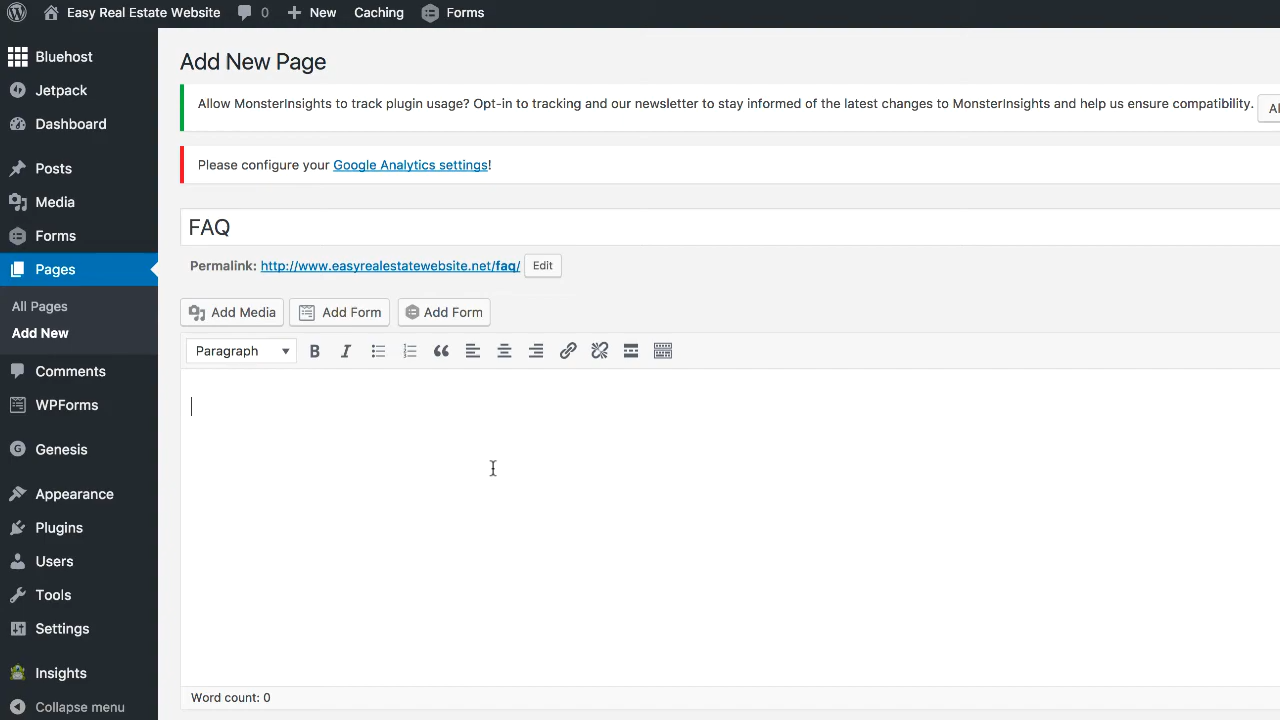 Easy Real Estate Website 0 New Caching Forms
Bluehost
Jetpack
Dashboard
Posts
Media
Forms
Pages
All Pages
Add New
Comments
WPForms
Genesis
Appearance
Plugins
Users
Tools
Settings
Insights
Collapse menu
Add New Page
Allow MonsterInsights to track plugin usage? Opt-in to tracking and our newsletter to stay informed of the latest changes to MonsterInsights and help us ensure compatibility.
Please configure your Google Analytics settings!
FAQ
Permalink: http://www.easyrealestatewebsite.net/faq/ Edit
Add Media Add Form Add Form
Paragraph B I
Word count: 0